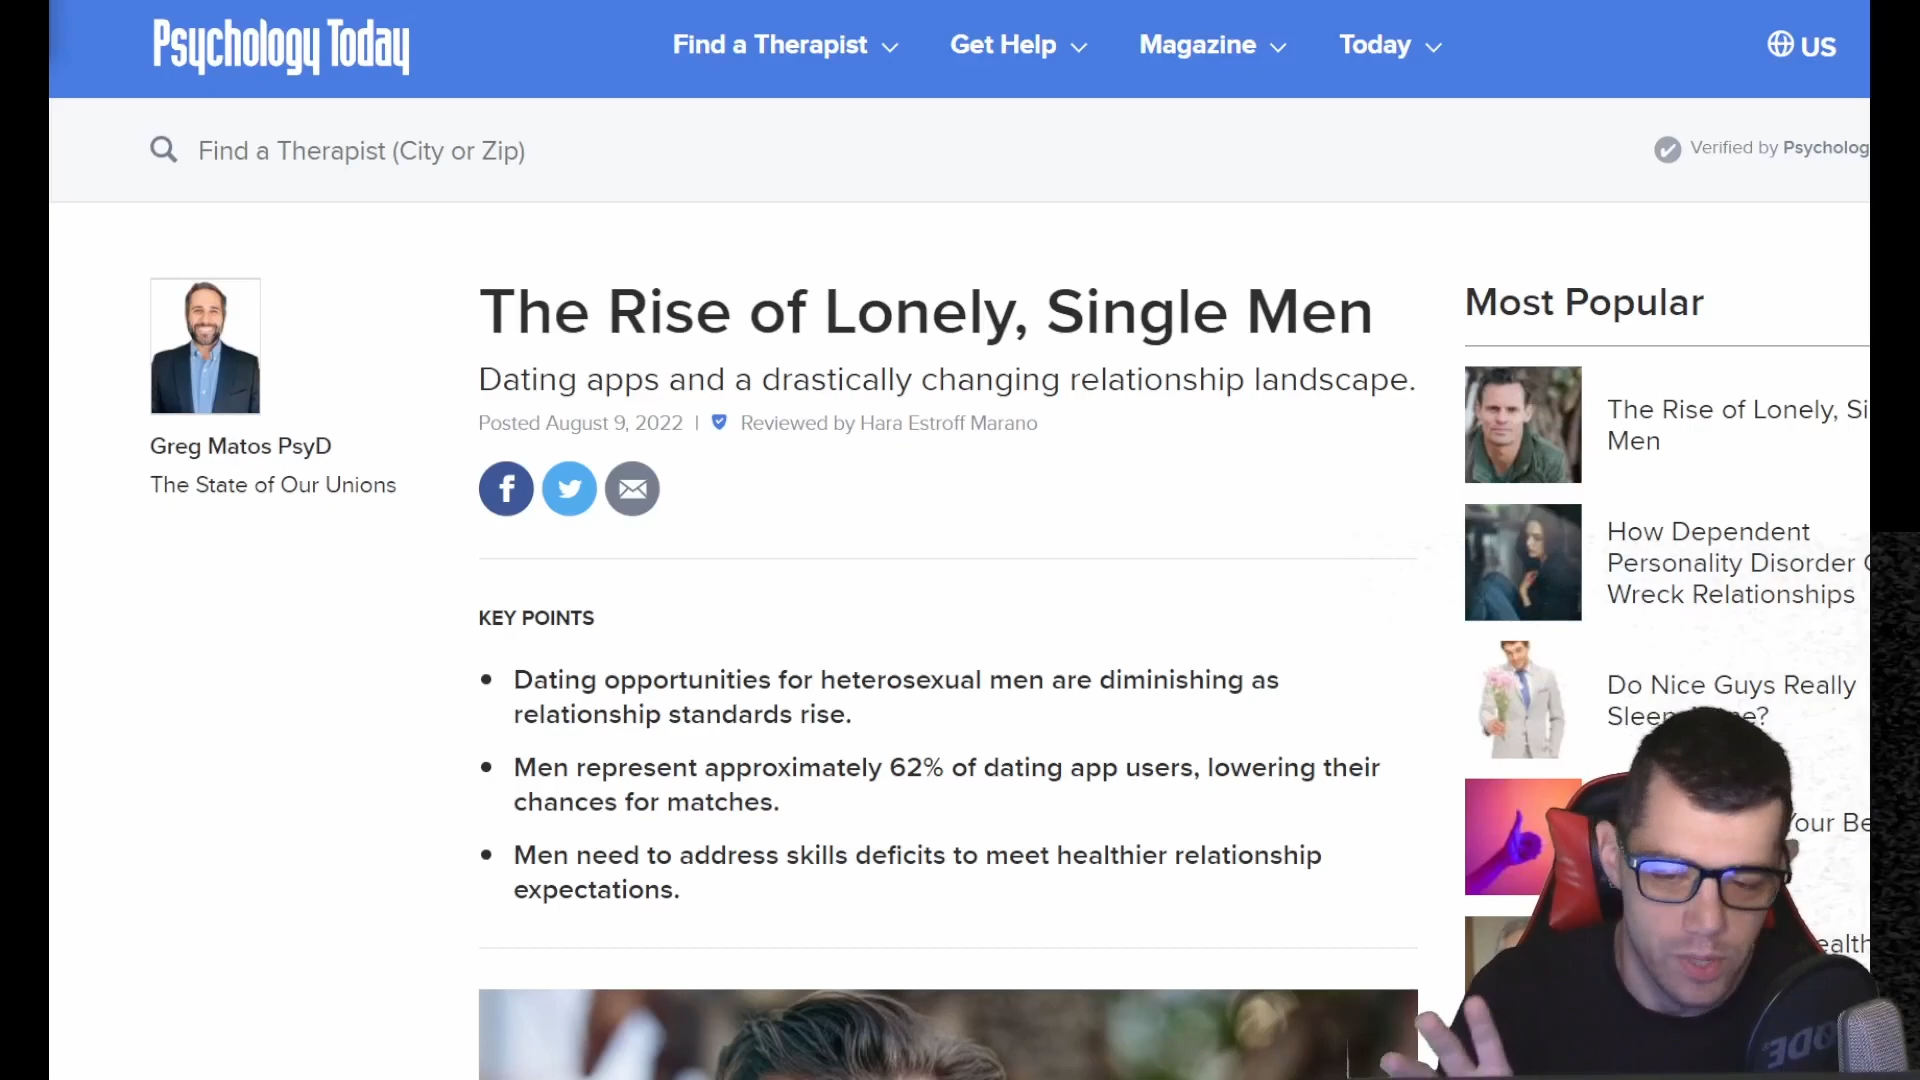 Psychology Today
Find a Therapist
Get Help
Magazine
Today
US
Find a Therapist (City or Zip)
Verified by Psycholog
Greg Matos PsyD
The State of Our Unions
The Rise of Lonely, Single Men
Dating apps and a drastically changing relationship landscape.
Posted August 9, 2022 | Reviewed by Hara Estroff Marano
KEY POINTS
Dating opportunities for heterosexual men are diminishing as
relationship standards rise.
Men represent approximately 62% of dating app users, lowering their
chances for matches.
Men need to address skills deficits to meet healthier relationship
expectations.
Most Popular
The Rise of Lonely, Si
Men
How Dependent
Personality Disorder
Wreck Relationships
Do Nice Guys Really
Your Be